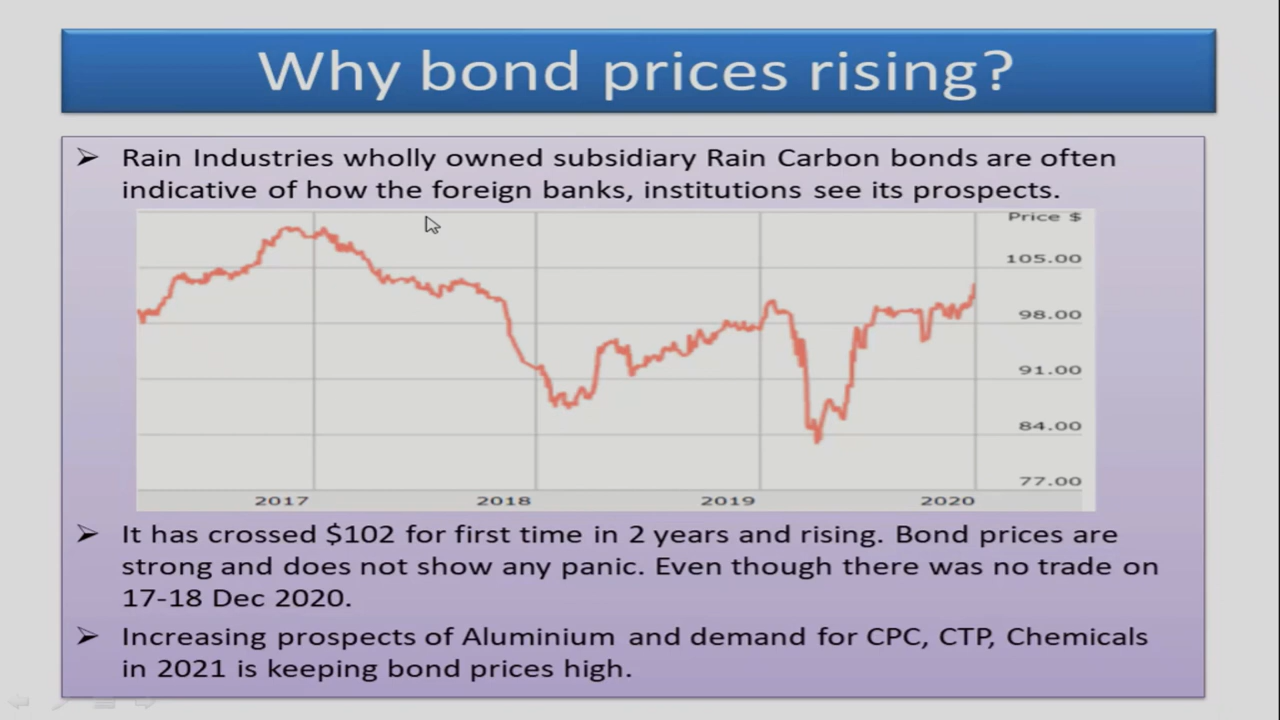 Why bond prices rising?
Rain Industries wholly owned subsidiary Rain Carbon bonds are often
indicative of how the foreign banks, institutions see its prospects.
Price $
105.00
98.00
91.00
84.00
77.00
2017 2018 2019 2020
It has crossed $102 for first time in 2 years and rising. Bond prices are
strong and does not show any panic. Even though there was no trade on
17-18 Dec 2020.
Increasing prospects of Aluminium and demand for CPC, CTP, Chemicals
in 2021 is keeping bond prices high.